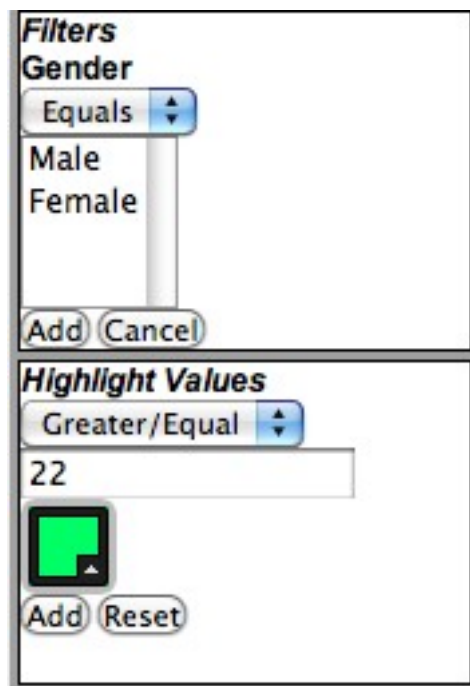 Filters
Gender
Equals
Male
Female
Add Cancel
Highlight Values
Greater/Equal
22
Add Reset